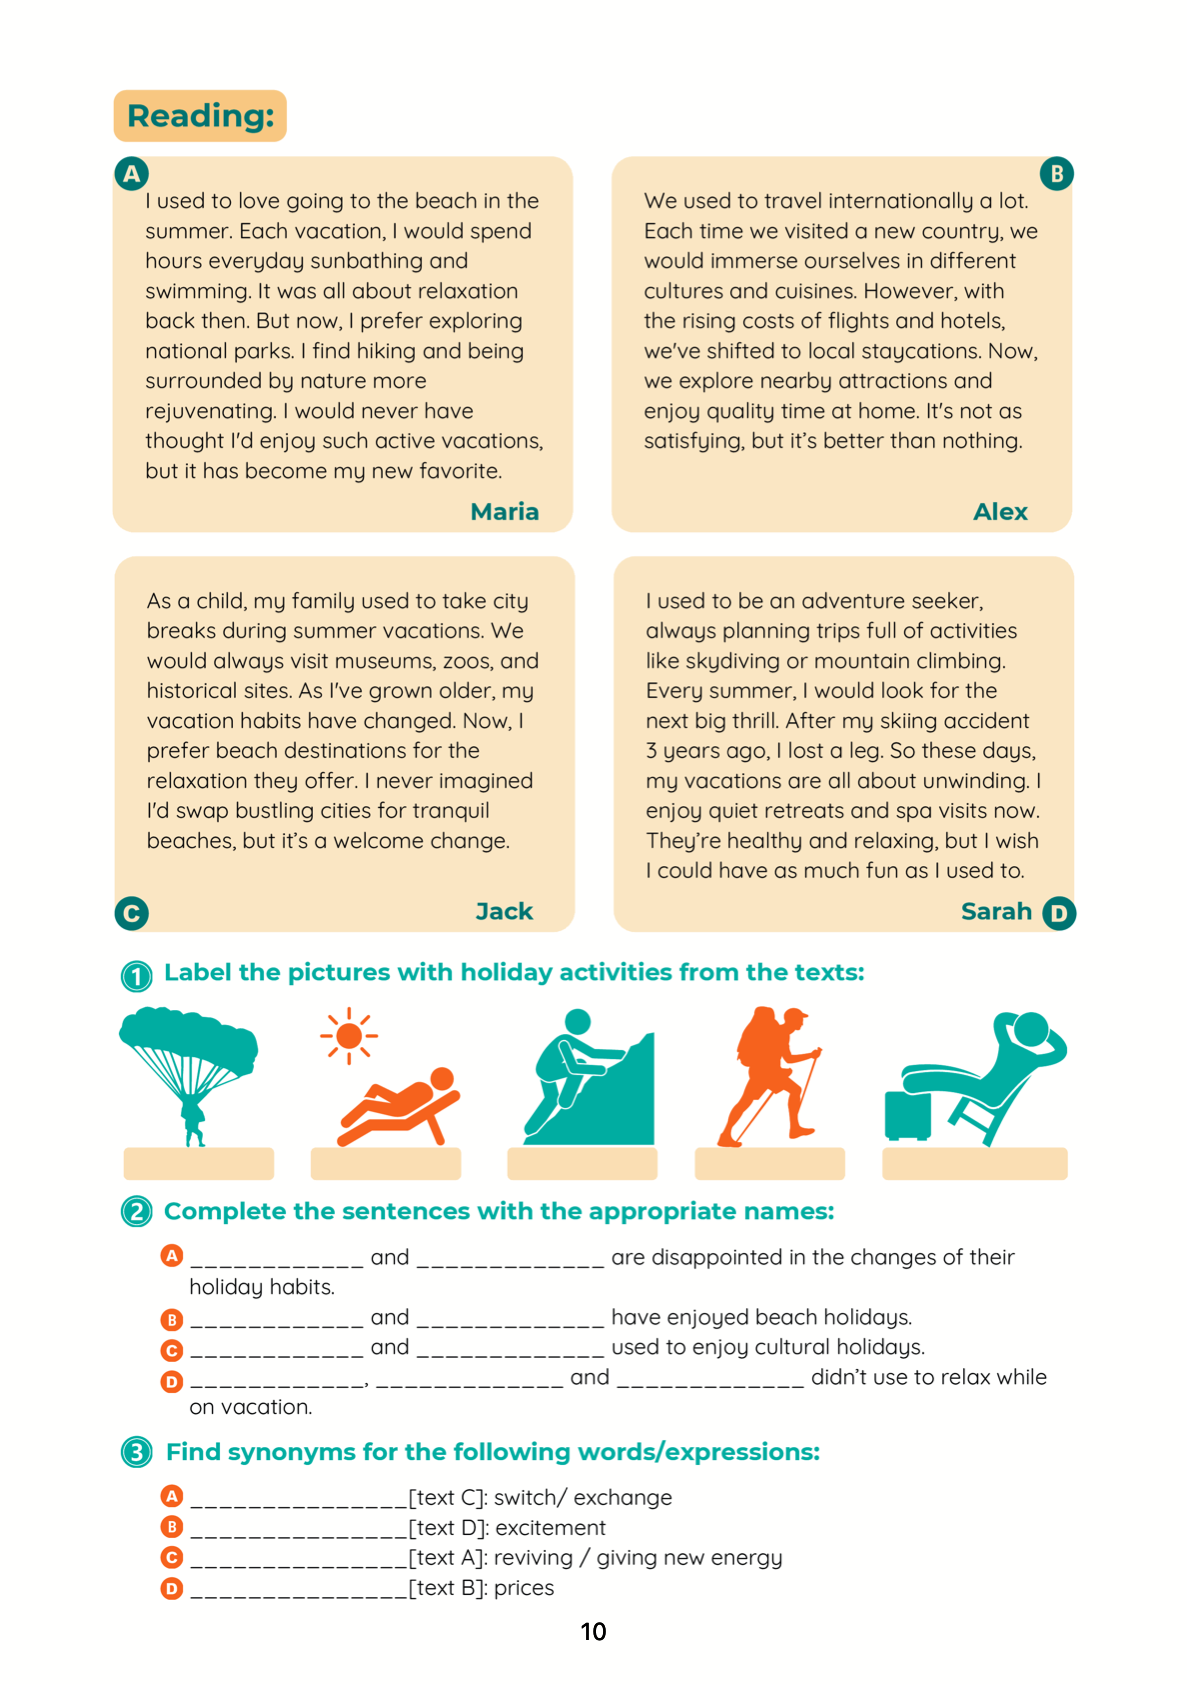 Reading:
A
I used to love going to the beach in the
summer. Each vacation, I would spend
hours everyday sunbathing and
swimming. It was all about relaxation
back then. But now, I prefer exploring
national parks. I find hiking and being
surrounded by nature more
rejuvenating. I would never have
thought I'd enjoy such active vacations,
but it has become my new favorite.
Maria
B
We used to travel internationally a lot.
Each time we visited a new country, we
would immerse ourselves in different
cultures and cuisines. However, with
the rising costs of flights and hotels,
we've shifted to local staycations. Now,
we explore nearby attractions and
enjoy quality time at home. It's not as
satisfying, but it’s better than nothing.
Alex
As a child, my family used to take city
breaks during summer vacations. We
would always visit museums, zoos, and
historical sites. As I've grown older, my
vacation habits have changed. Now, I
prefer beach destinations for the
relaxation they offer. I never imagined
I'd swap bustling cities for tranquil
beaches, but it’s a welcome change.
C
Jack
I used to be an adventure seeker,
always planning trips full of activities
like skydiving or mountain climbing.
Every summer, I would look for the
next big thrill. After my skiing accident
3 years ago, I lost a leg. So these days,
my vacations are all about unwinding. I
enjoy quiet retreats and spa visits now.
They’re healthy and relaxing, but I wish
I could have as much fun as I used to.
Sarah
D
1 Label the pictures with holiday activities from the texts:
2 Complete the sentences with the appropriate names:
A ____________ and _____________ are disappointed in the changes of their
holiday habits.
B ____________ and _____________ have enjoyed beach holidays.
C ____________ and _____________ used to enjoy cultural holidays.
D ____________, _____________ and _____________ didn’t use to relax while
on vacation.
3 Find synonyms for the following words/expressions:
A _______________[text C]: switch/ exchange
B _______________[text D]: excitement
C _______________[text A]: reviving / giving new energy
D _______________[text B]: prices
10